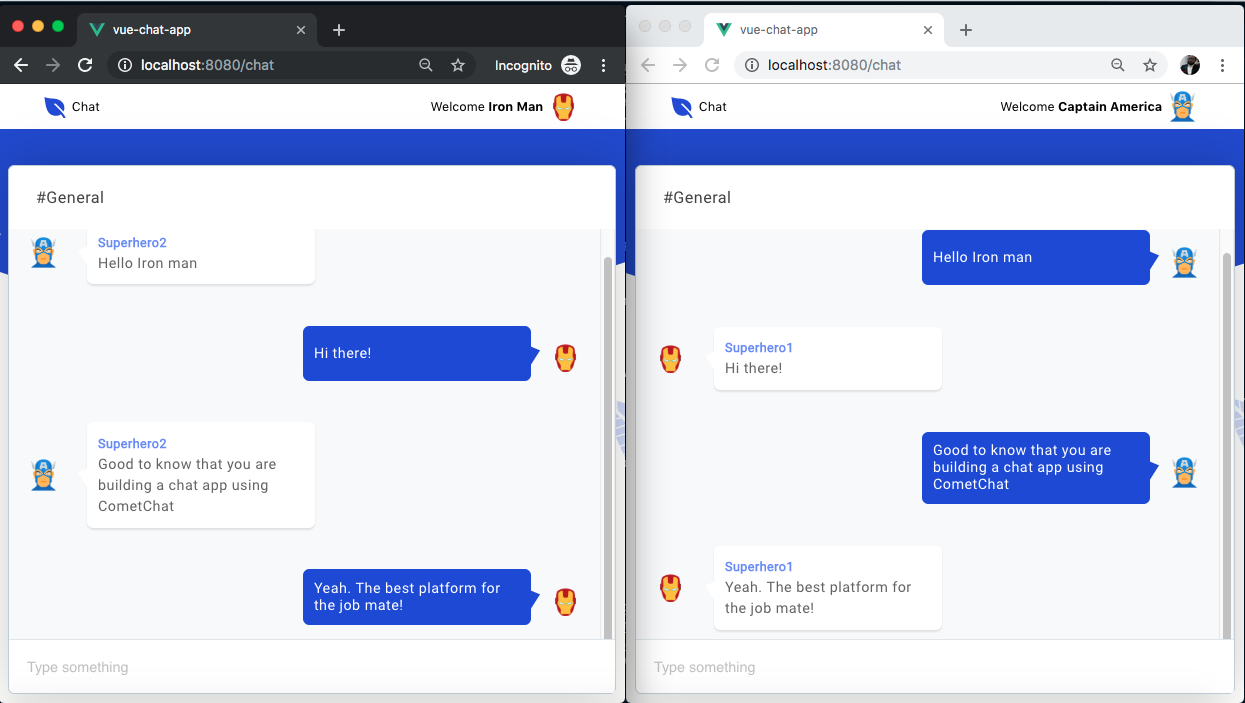 vue-chat-app
localhost:8080/chat
Incognito
Chat
Welcome Iron Man
#General
Superhero2
Hello Iron man
Hi there!
Superhero2
Good to know that you are
building a chat app using
CometChat
Yeah. The best platform for
the job mate!
Type something
vue-chat-app
localhost:8080/chat
Chat
Welcome Captain America
#General
Hello Iron man
Superhero1
Hi there!
Good to know that you are
building a chat app using
CometChat
Superhero1
Yeah. The best platform for
the job mate!
Type something